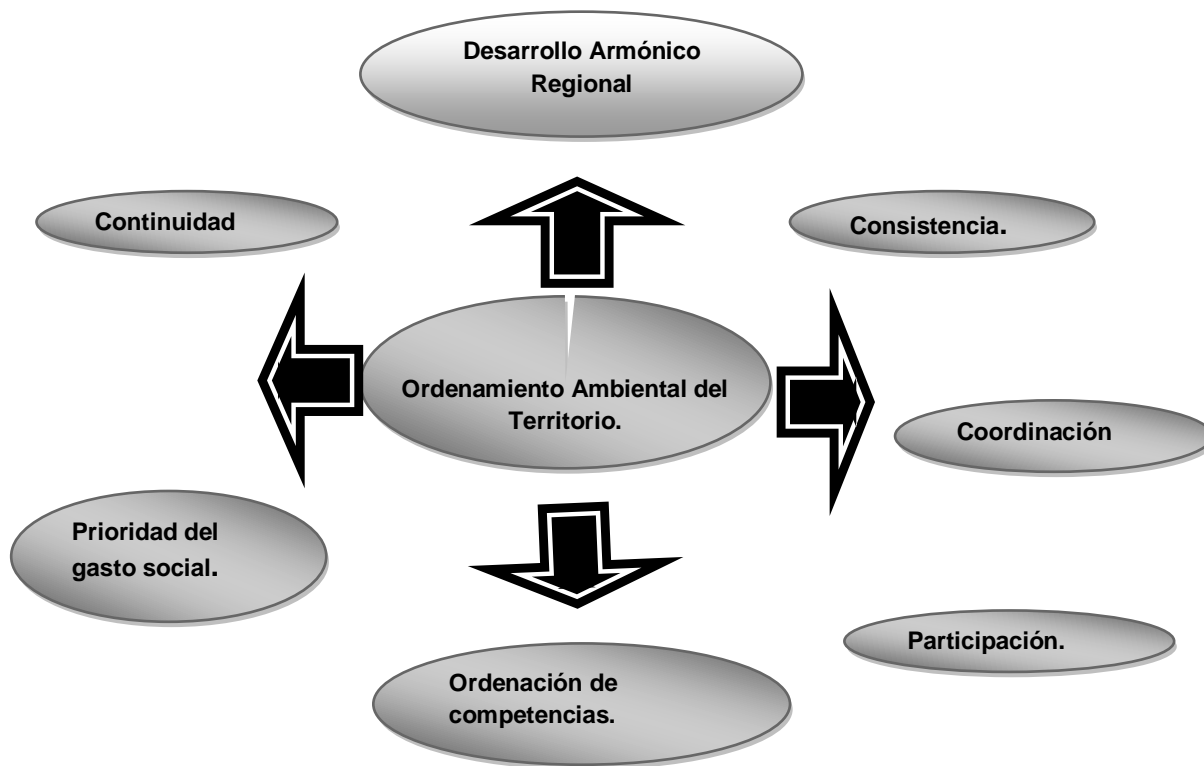 Desarrollo Armónico
Regional
Continuidad
Consistencia.
Ordenamiento Ambiental del
Territorio.
Coordinación
Prioridad del
gasto social.
Participación.
Ordenación de
competencias.